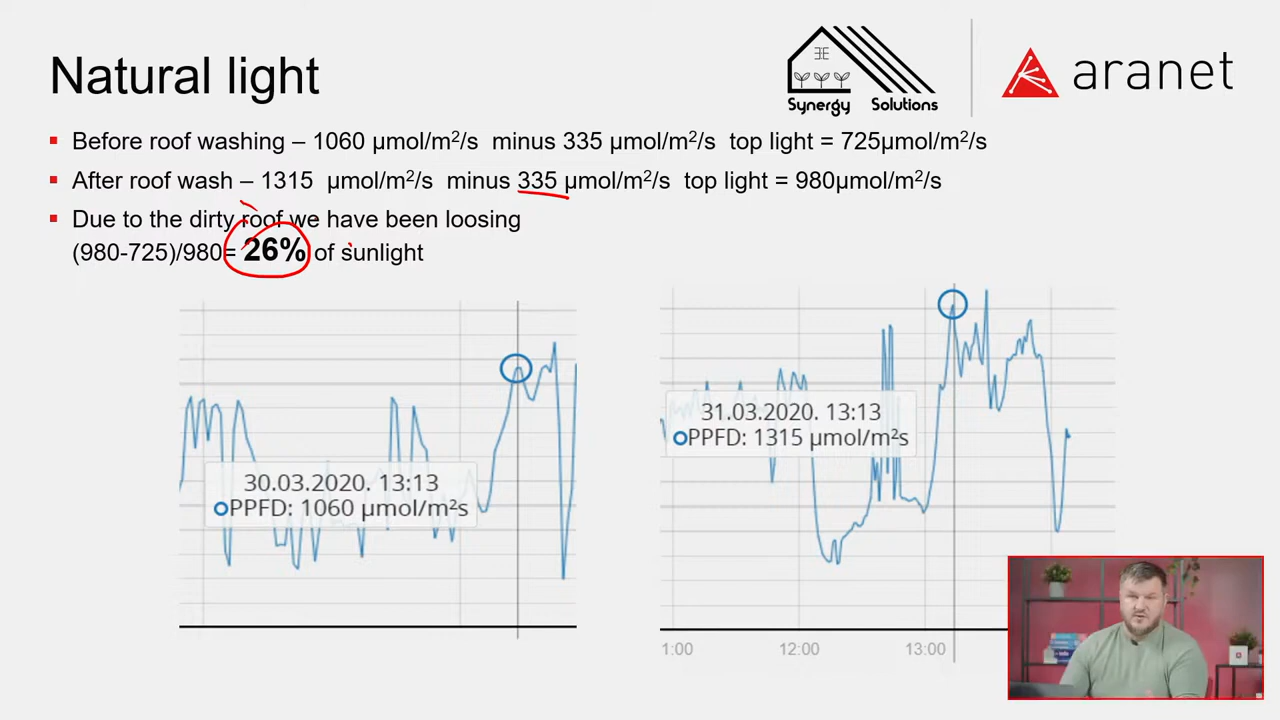 Natural light
Synergy Solutions
aranet
Before roof washing – 1060 μmol/m²/s minus 335 μmol/m²/s top light = 725μmol/m²/s
After roof wash – 1315 μmol/m²/s minus 335 μmol/m²/s top light = 980μmol/m²/s
Due to the dirty roof we have been loosing
(980-725)/980= 26% of sunlight
30.03.2020. 13:13
PPFD: 1060 μmol/m²s
31.03.2020. 13:13
PPFD: 1315 μmol/m²s
1:00 12:00 13:00